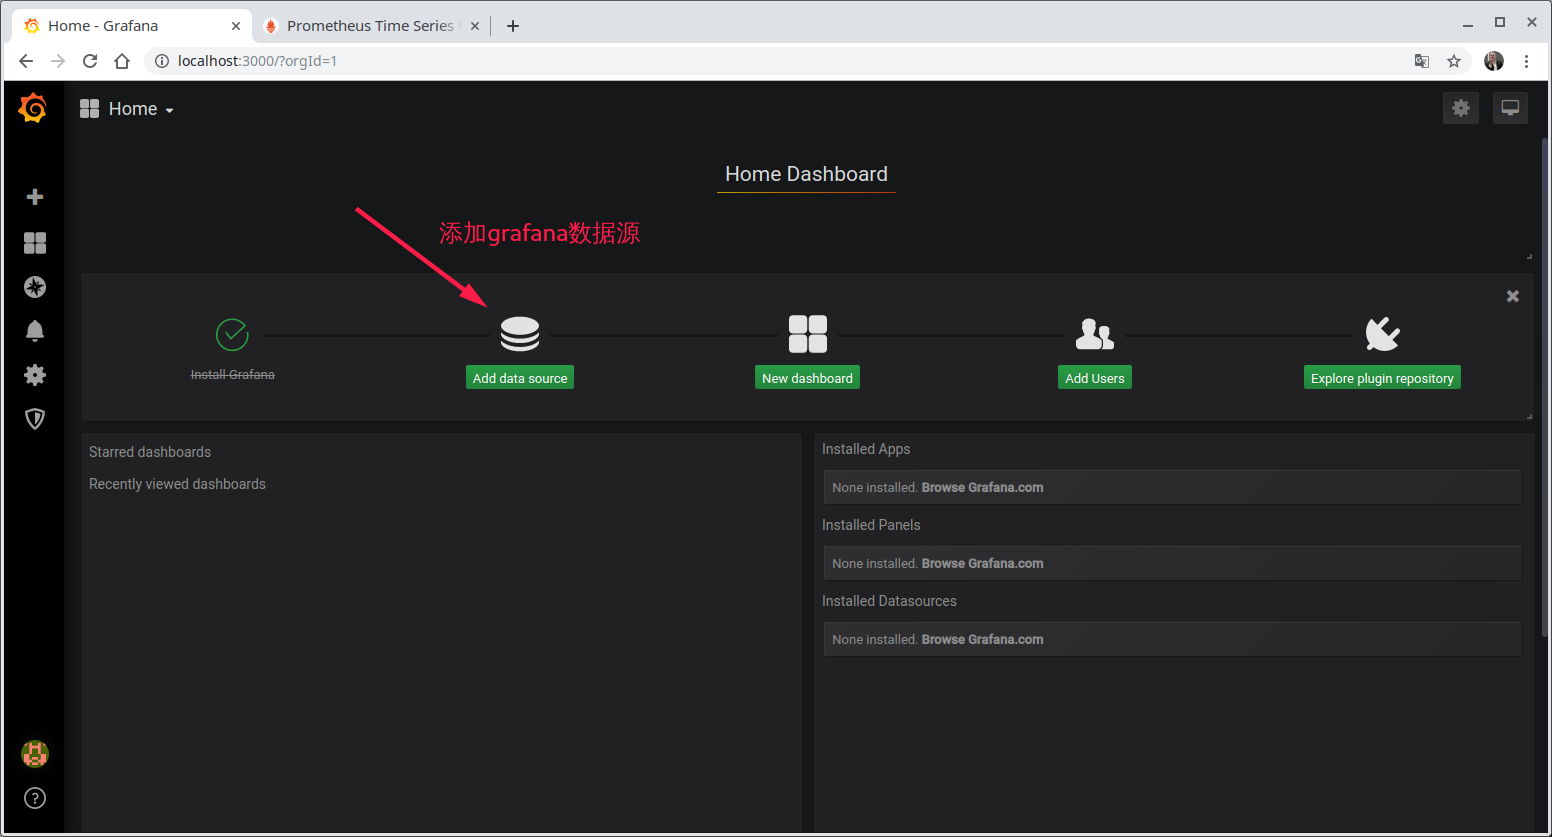 Home - Grafana
Prometheus Time Series
localhost:3000/?orgId=1
Home
Home Dashboard
添加grafana数据源
Install Grafana
Add data source
New dashboard
Add Users
Explore plugin repository
Starred dashboards
Recently viewed dashboards
Installed Apps
None installed. Browse Grafana.com
Installed Panels
None installed. Browse Grafana.com
Installed Datasources
None installed. Browse Grafana.com